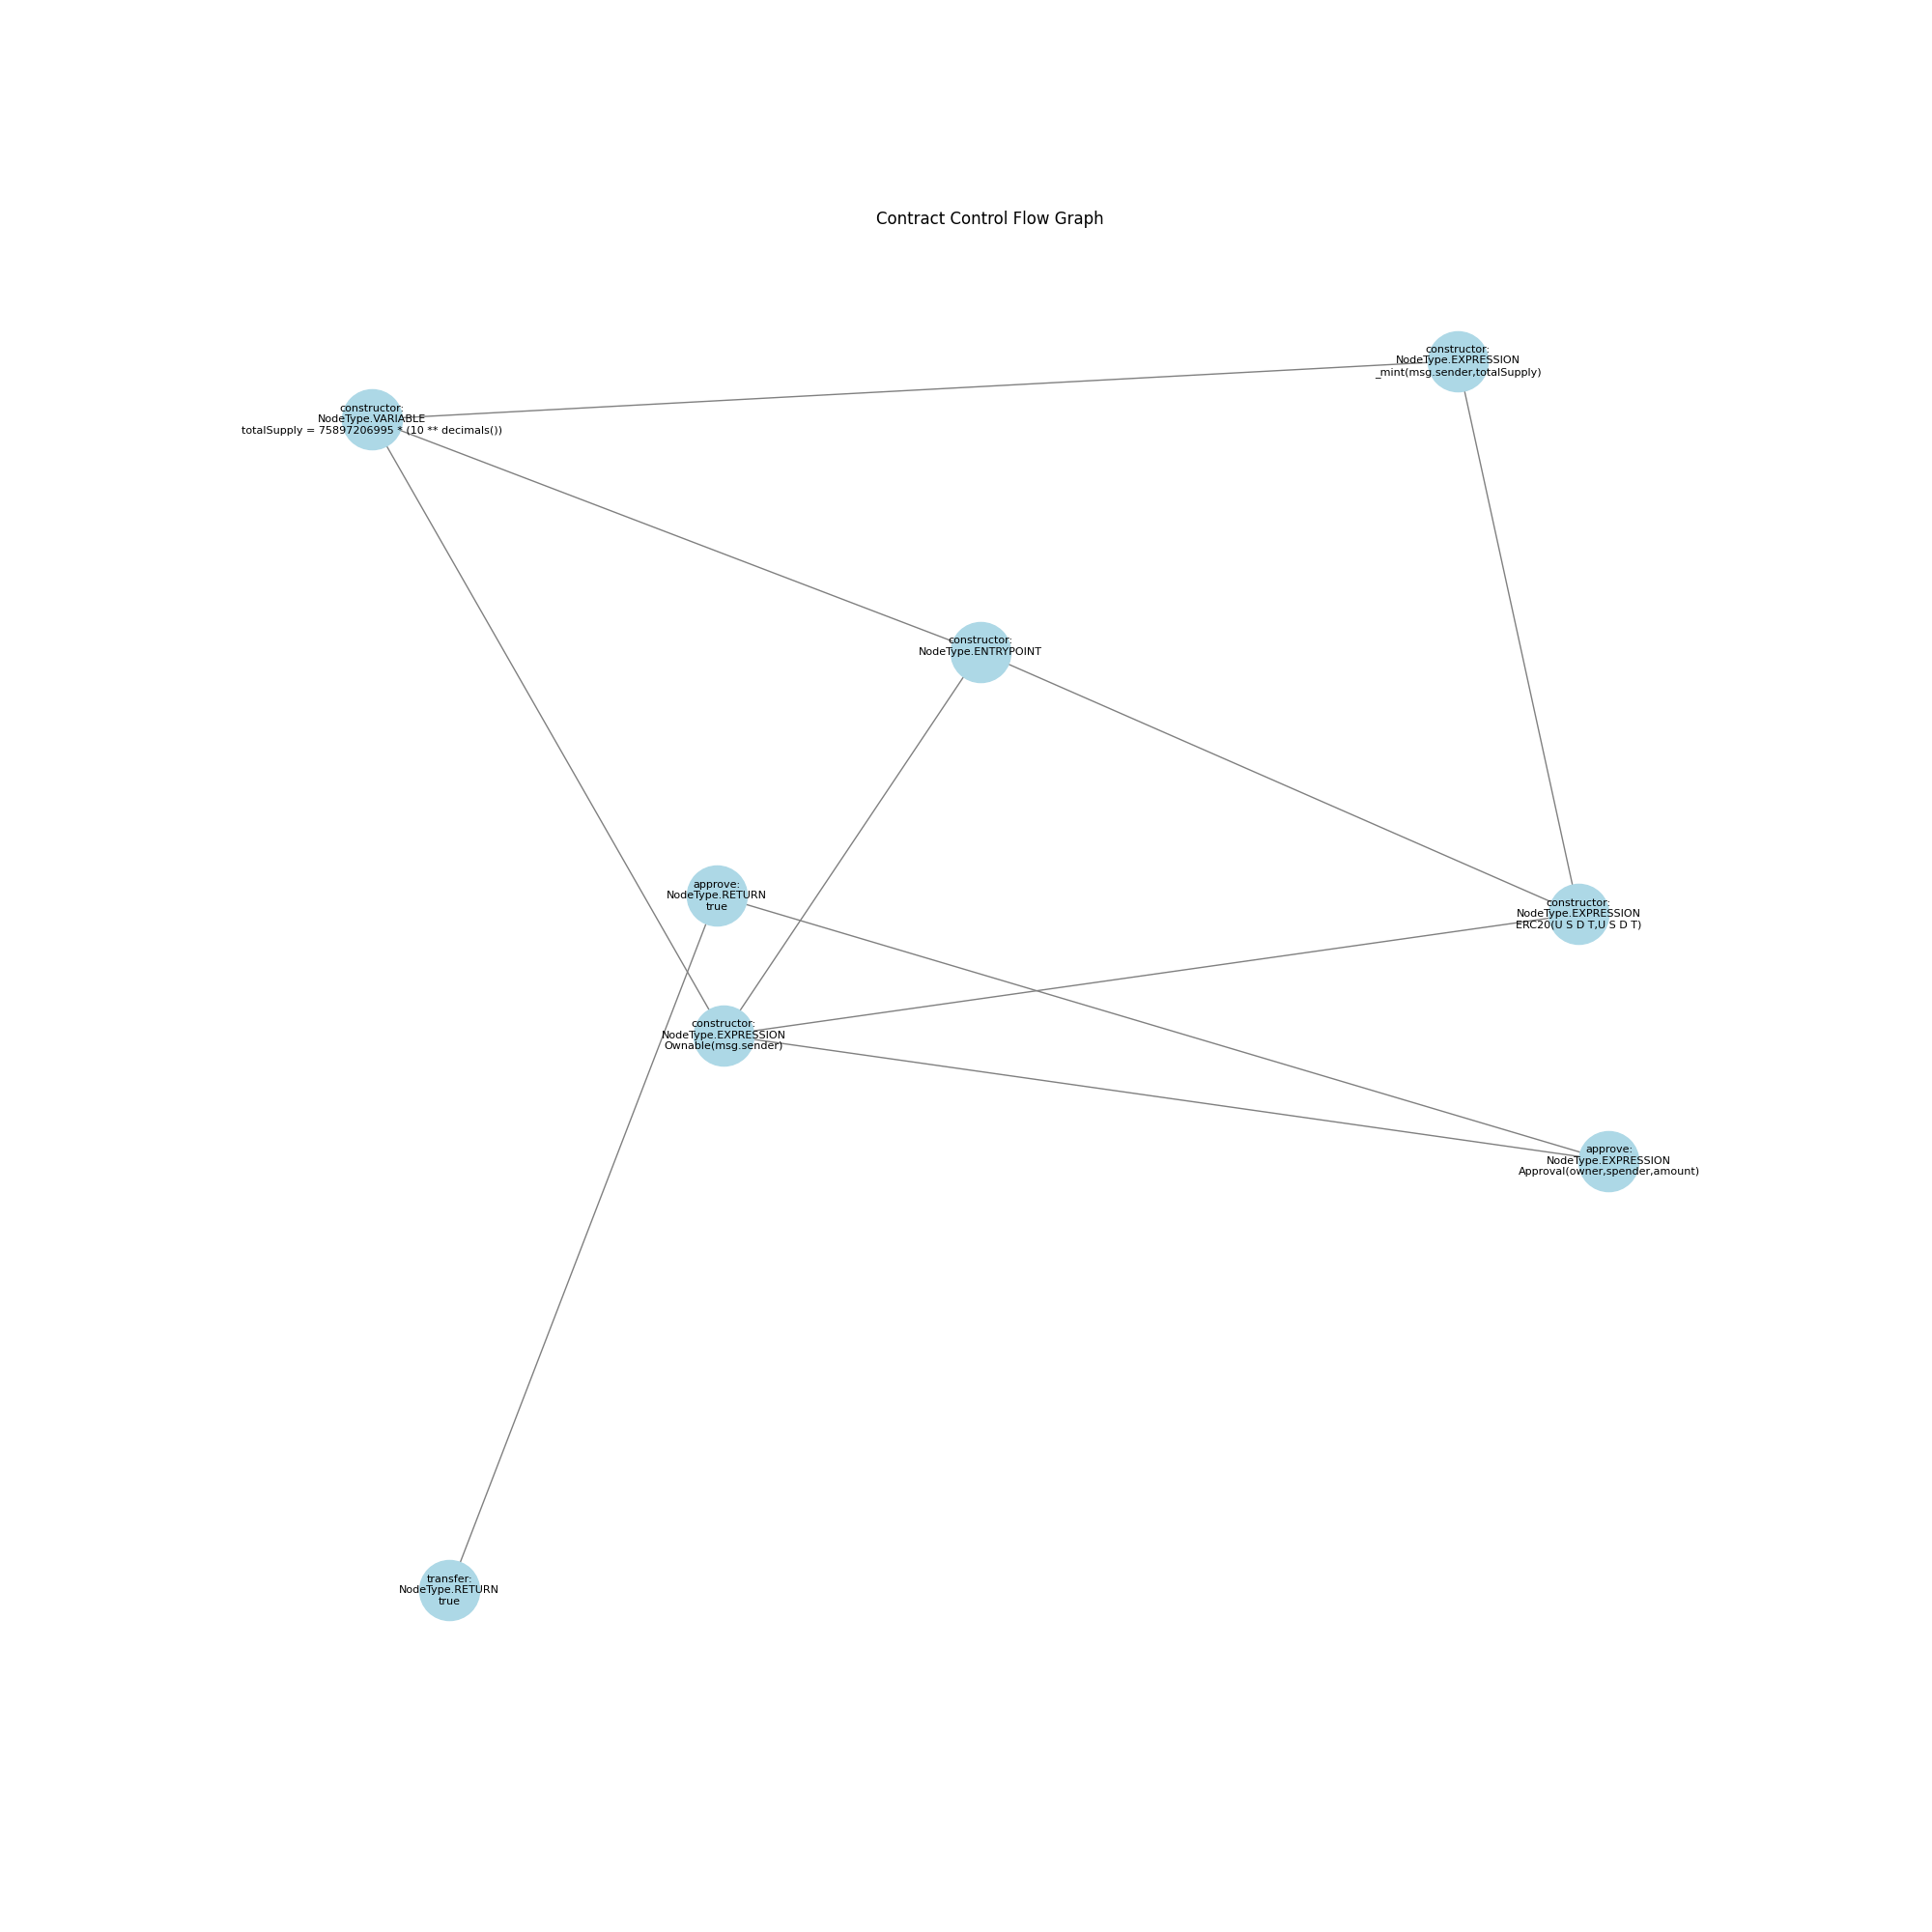 Contract Control Flow Graph
constructor:
NodeType.EXPRESSION
_mint(msg.sender,totalSupply)
constructor:
NodeType.VARIABLE
totalSupply = 75897206995 * (10 ** decimals())
constructor:
NodeType.ENTRYPOINT
approve:
NodeType.RETURN
true
constructor:
NodeType.EXPRESSION
ERC20(U S D T,U S D T)
constructor:
NodeType.EXPRESSION
Ownable(msg.sender)
approve:
NodeType.EXPRESSION
Approval(owner,spender,amount)
transfer:
NodeType.RETURN
true